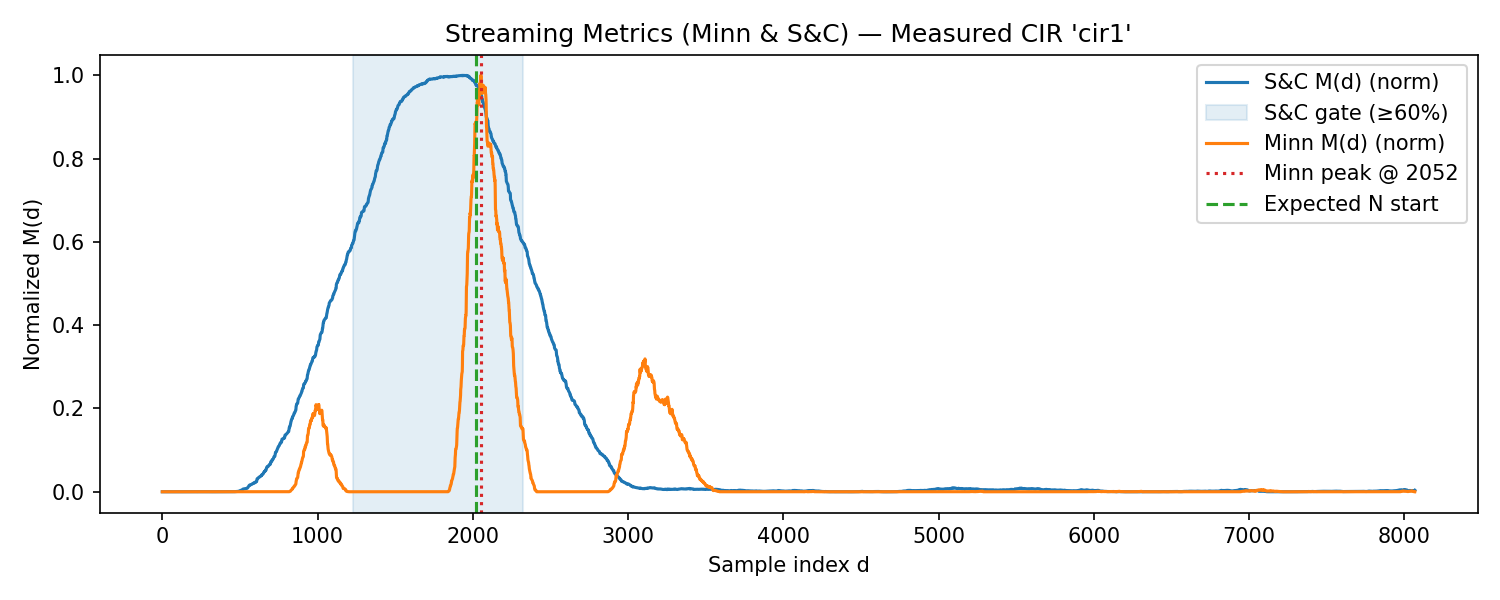 Streaming Metrics (Minn & S&C) — Measured CIR 'cir1'
S&C M(d) (norm)
S&C gate (≥60%)
Minn M(d) (norm)
Minn peak @ 2052
Expected N start
Normalized M(d)
1.0
0.8
0.6
0.4
0.2
0.0
0 1000 2000 3000 4000 5000 6000 7000 8000
Sample index d